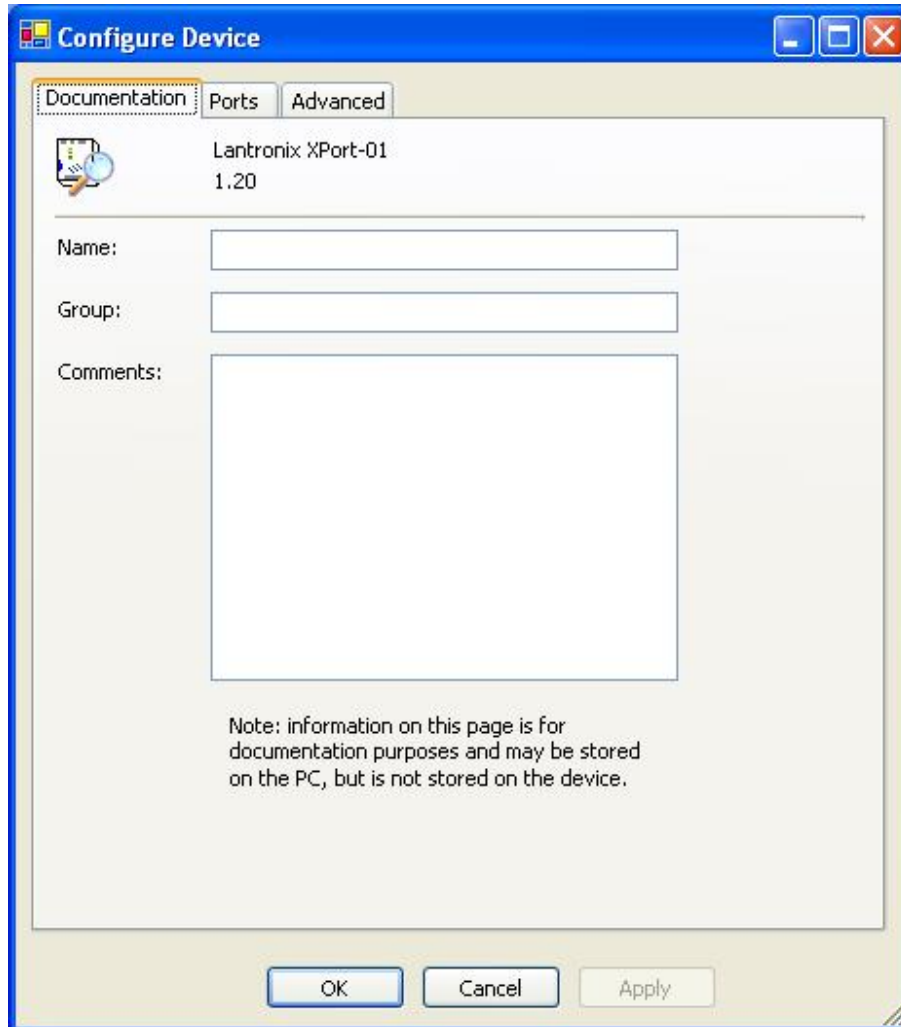 Configure Device
Documentation Ports Advanced
Lantronix XPort-01
1.20
Name:
Group:
Comments:
Note: information on this page is for
documentation purposes and may be stored
on the PC, but is not stored on the device.
OK Cancel Apply